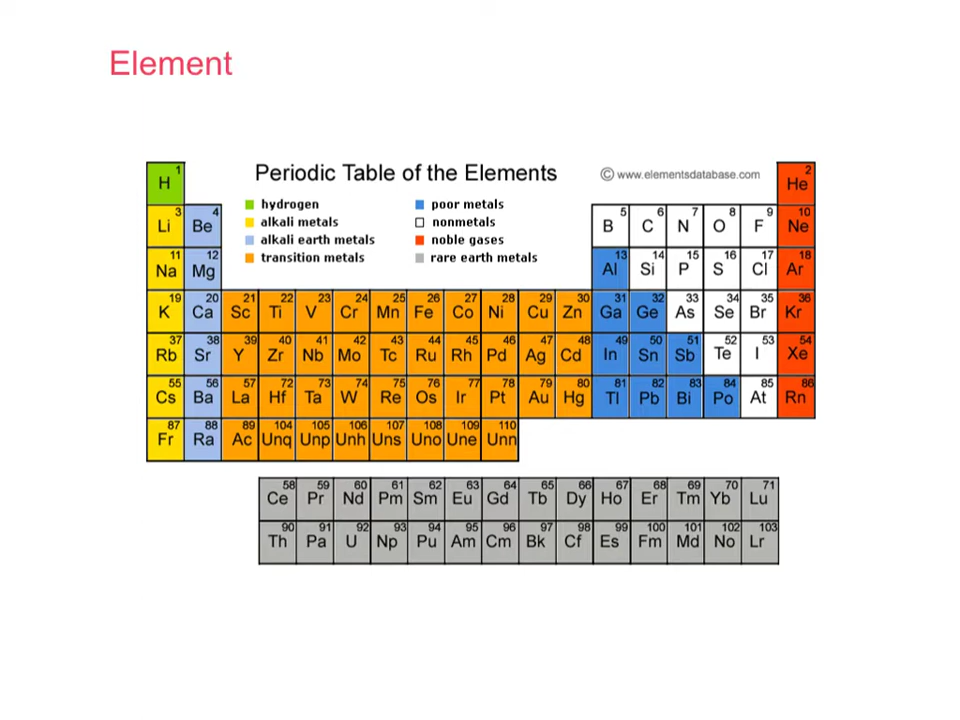 Element
Periodic Table of the Elements
© www.elementsdatabase.com
hydrogen
alkali metals
alkali earth metals
transition metals
poor metals
nonmetals
noble gases
rare earth metals
1 H 2 He
3 Li 4 Be 5 B 6 C 7 N 8 O 9 F 10 Ne
11 Na 12 Mg 13 Al 14 Si 15 P 16 S 17 Cl 18 Ar
19 K 20 Ca 21 Sc 22 Ti 23 V 24 Cr 25 Mn 26 Fe 27 Co 28 Ni 29 Cu 30 Zn 31 Ga 32 Ge 33 As 34 Se 35 Br 36 Kr
37 Rb 38 Sr 39 Y 40 Zr 41 Nb 42 Mo 43 Tc 44 Ru 45 Rh 46 Pd 47 Ag 48 Cd 49 In 50 Sn 51 Sb 52 Te 53 I 54 Xe
55 Cs 56 Ba 57 La 72 Hf 73 Ta 74 W 75 Re 76 Os 77 Ir 78 Pt 79 Au 80 Hg 81 Tl 82 Pb 83 Bi 84 Po 85 At 86 Rn
87 Fr 88 Ra 89 Ac 104 Unq 105 Unp 106 Unh 107 Uns 108 Uno 109 Une 110 Unn
58 Ce 59 Pr 60 Nd 61 Pm 62 Sm 63 Eu 64 Gd 65 Tb 66 Dy 67 Ho 68 Er 69 Tm 70 Yb 71 Lu
90 Th 91 Pa 92 U 93 Np 94 Pu 95 Am 96 Cm 97 Bk 98 Cf 99 Es 100 Fm 101 Md 102 No 103 Lr